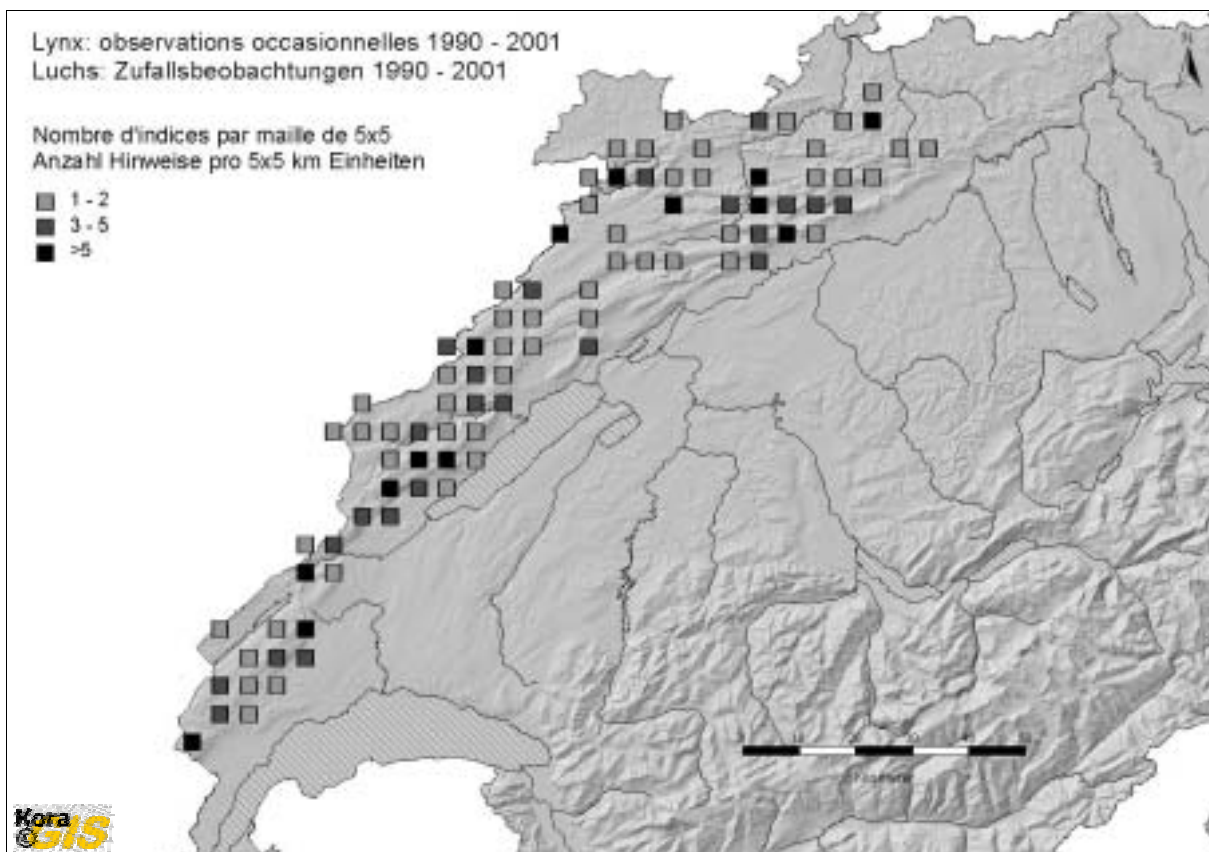 Lynx: observations occasionnelles 1990 - 2001
Luchs: Zufallsbeobachtungen 1990 - 2001
Nombre d'indices par maille de 5x5
Anzahl Hinweise pro 5x5 km Einheiten
1 - 2
3 - 5
>5
N
Kora
© GIS